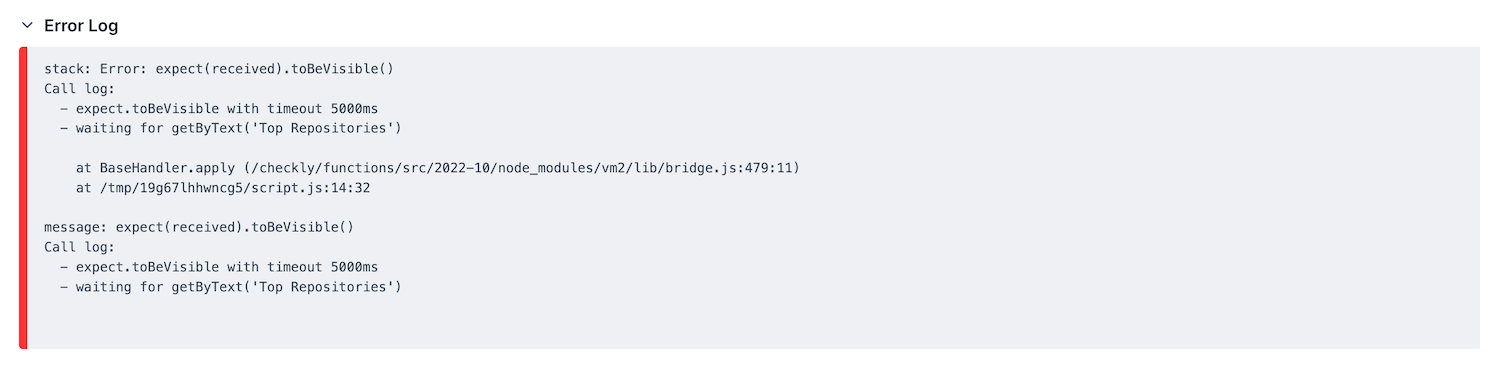 Error Log
stack: Error: expect(received).toBeVisible()
Call log:
  - expect.toBeVisible with timeout 5000ms
  - waiting for getByText('Top Repositories')
    at BaseHandler.apply (/checkly/functions/src/2022-10/node_modules/vm2/lib/bridge.js:479:11)
    at /tmp/19g67lhhwncg5/script.js:14:32
message: expect(received).toBeVisible()
Call log:
  - expect.toBeVisible with timeout 5000ms
  - waiting for getByText('Top Repositories')